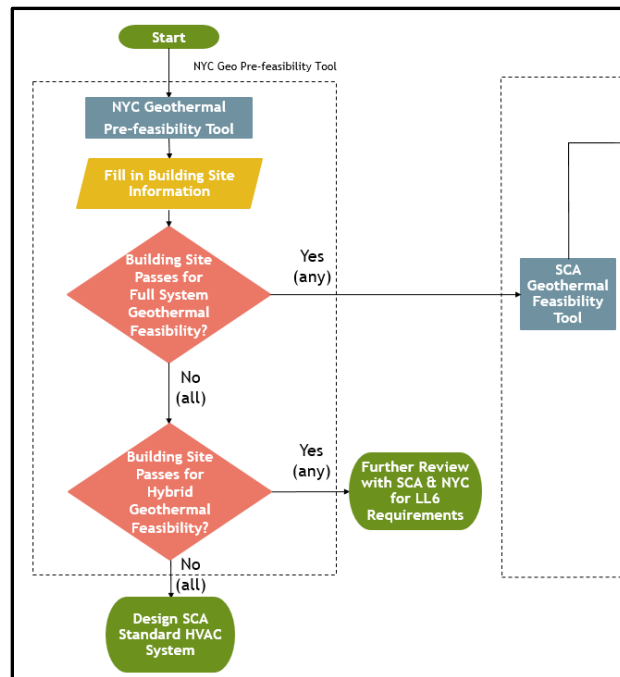 Start
NYC Geo Pre-feasibility Tool
NYC Geothermal
Pre-feasibility Tool
Fill in Building Site
Information
Building Site
Passes for
Full System
Geothermal
Feasibility?
Yes
(any)
SCA
Geothermal
Feasibility
Tool
No
(all)
Building Site
Passes for
Hybrid
Geothermal
Feasibility?
Yes
(any)
Further Review
with SCA & NYC
for LL6
Requirements
No
(all)
Design SCA
Standard HVAC
System